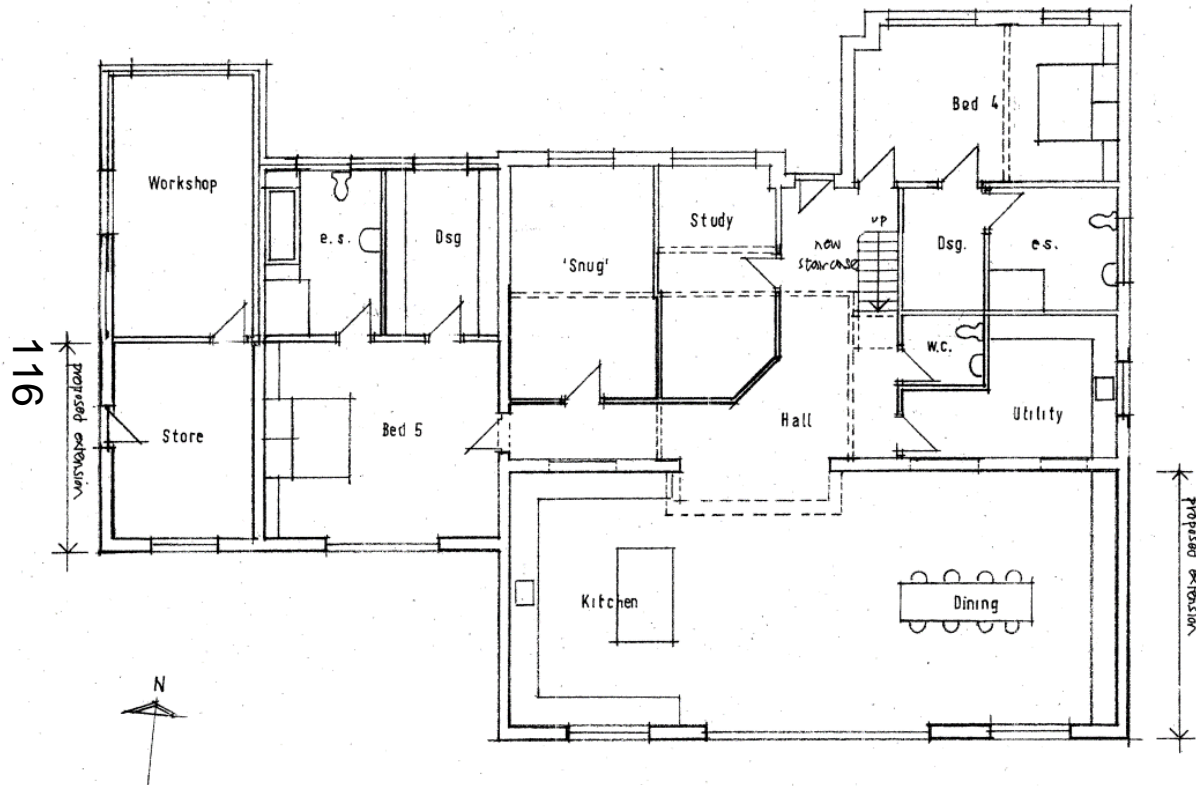 Bed 4
Workshop
Study
up
e.s.
Dsg
'Snug'
new
staircase
Dsg.
e.s.
W.C.
116
proposed extension
Store
Bed 5
Hall
Utility
proposed extension
Kitchen
Dining
N